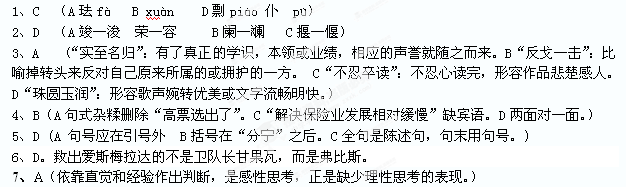 1、C （A 珐 fà　B xuàn　D 剽 piáo 仆 pū）
2、D （A 竣—浚　荣—容　B 阑—斓　C 揠—偃）
3、A　（“实至名归”：有了真正的学识，本领或业绩，相应的声誉就随之而来。B“反戈一击”：比
喻掉转头来反对自己原来所属的或拥护的一方。 C“不忍卒读”：不忍心读完，形容作品悲楚感人。
D“珠圆玉润”：形容歌声婉转优美或文字流畅明快。）
4、B（A 句式杂糅删除“高票选出了”。C“解决保险业发展相对缓慢”缺宾语。D 两面对一面。）
5、D（A 句号应在引号外　B 括号在“分宁”之后。C 全句是陈述句，句末用句号。）
6、D。救出爱斯梅拉达的不是卫队长甘果瓦，而是弗比斯。
7、A（依靠直觉和经验作出判断，是感性思考，正是缺少理性思考的表现。）